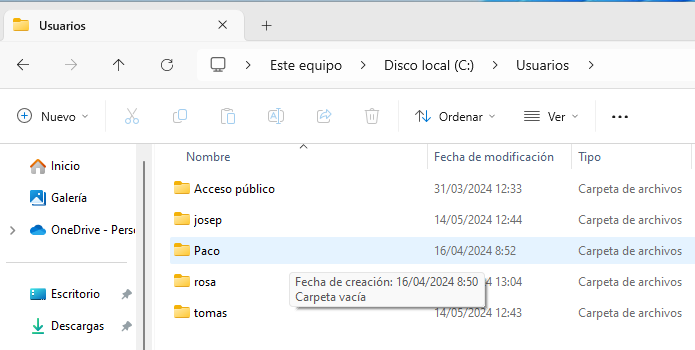 Usuarios
Este equipo > Disco local (C:) > Usuarios >
Nuevo Ordenar Ver
Nombre Fecha de modificación Tipo
Inicio
Galería
OneDrive - Pers
Escritorio
Descargas
Acceso público 31/03/2024 12:33 Carpeta de archivos
josep 14/05/2024 12:44 Carpeta de archivos
Paco 16/04/2024 8:52 Carpeta de archivos
rosa 13:04 Carpeta de archivos
Fecha de creación: 16/04/2024 8:50
Carpeta vacía
tomas 14/05/2024 12:43 Carpeta de archivos